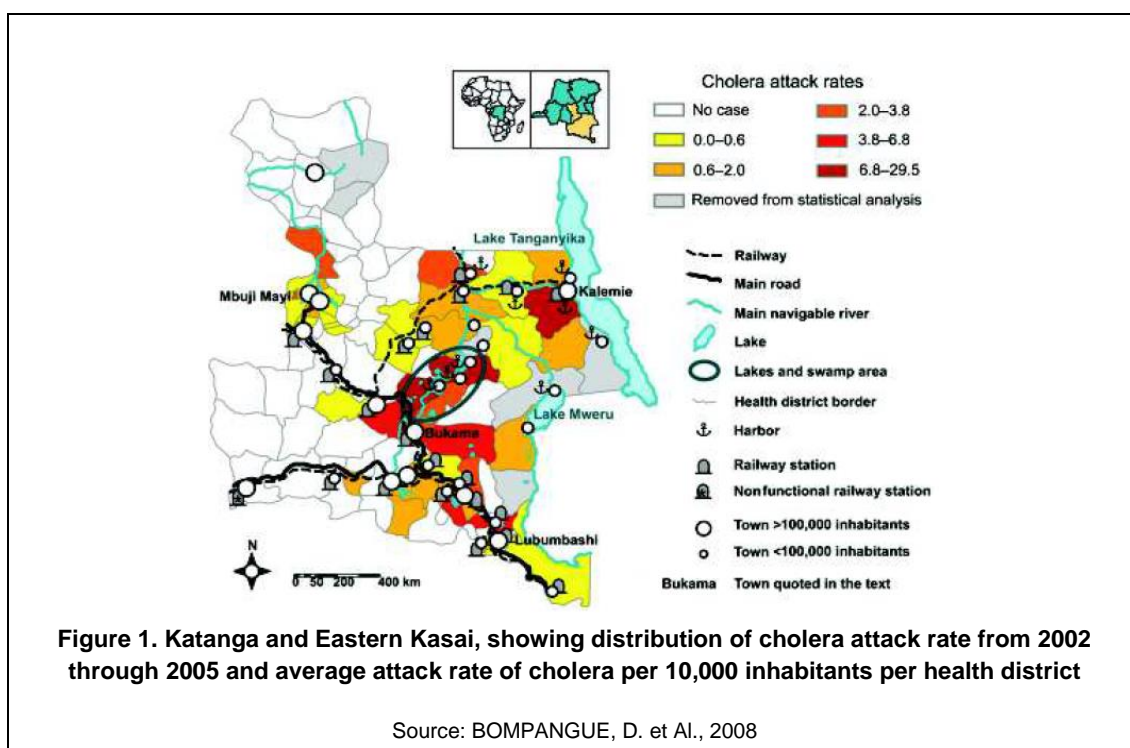 Cholera attack rates
No case
0.0–0.6
0.6–2.0
2.0–3.8
3.8–6.8
6.8–29.5
Removed from statistical analysis
Railway
Main road
Main navigable river
Lake
Lakes and swamp area
Health district border
Harbor
Railway station
Nonfunctional railway station
Town >100,000 inhabitants
Town <100,000 inhabitants
Bukama Town quoted in the text
Lake Tanganyika
Mbuji Mayi
Kalemie
Lake Mweru
Bukama
Lubumbashi
N
0 50 200 400 km
Figure 1. Katanga and Eastern Kasai, showing distribution of cholera attack rate from 2002
through 2005 and average attack rate of cholera per 10,000 inhabitants per health district
Source: BOMPANGUE, D. et Al., 2008